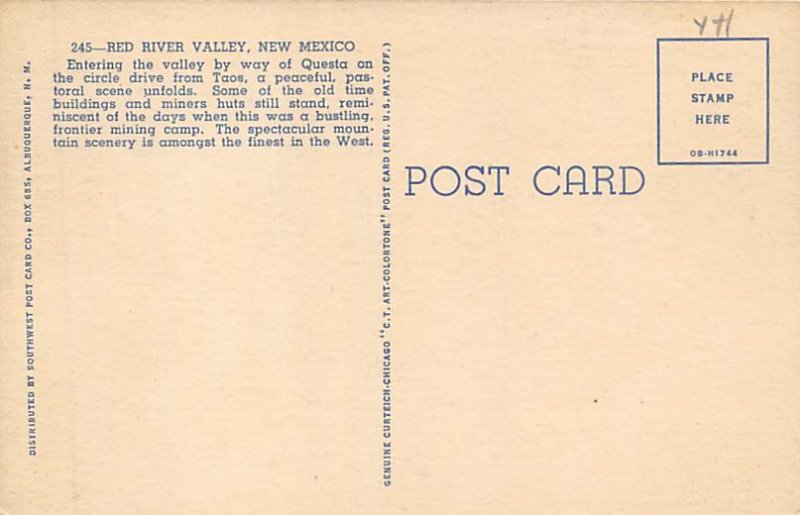 245—RED RIVER VALLEY, NEW MEXICO
Entering the valley by way of Questa on
the circle drive from Taos, a peaceful, pas-
toral scene unfolds. Some of the old time
buildings and miners huts still stand, remi-
niscent of the days when this was a bustling,
frontier mining camp. The spectacular moun-
tain scenery is amongst the finest in the West.
DISTRIBUTED BY SOUTHWEST POST CARD CO., BOX 685, ALBUQUERQUE, N. M.
GENUINE CURTEICH-CHICAGO "C.T. ART-COLORTONE" POST CARD (REG. U.S. PAT. OFF.)
POST CARD
PLACE
STAMP
HERE
OB-H1744